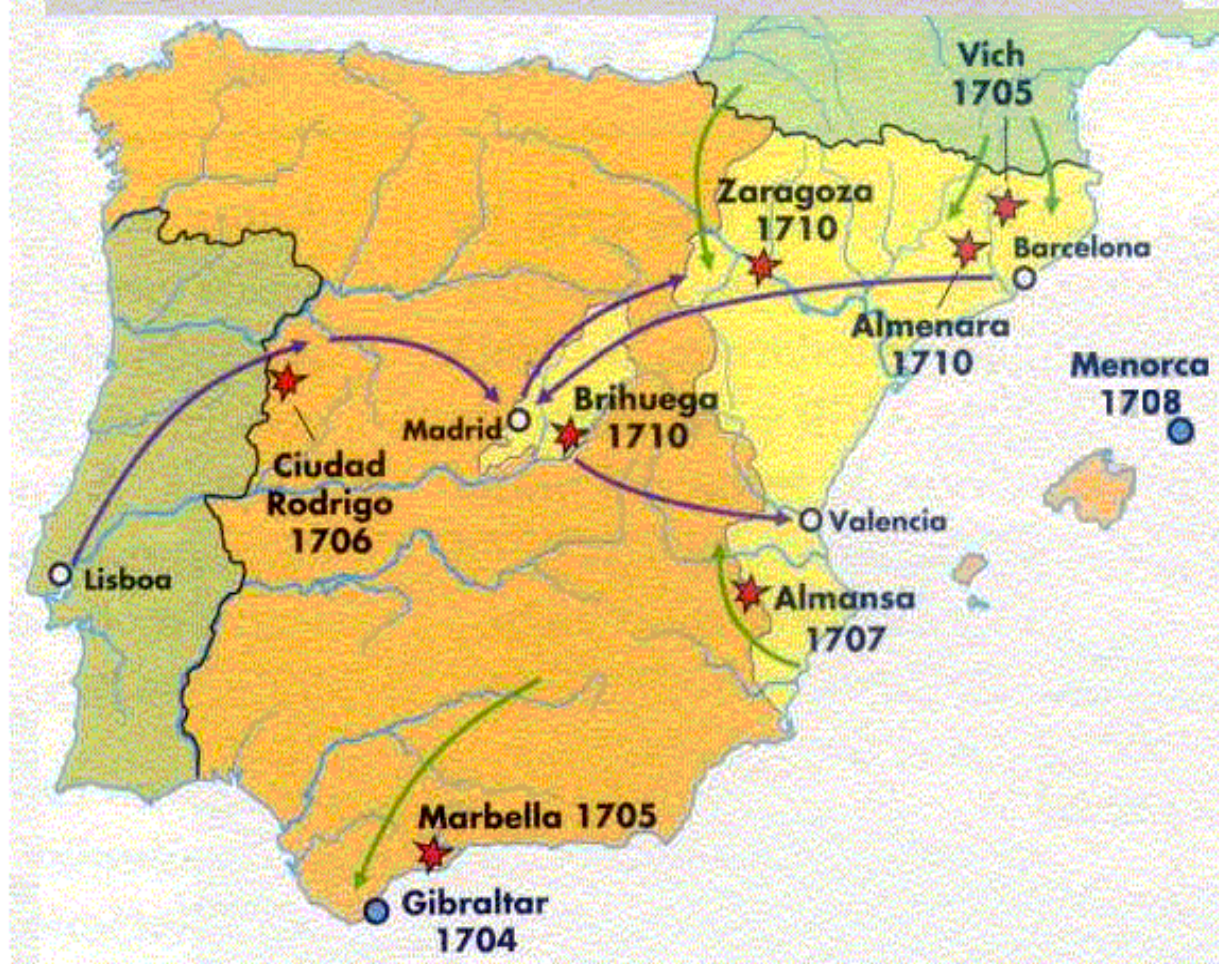 Vich
1705
Zaragoza
1710
Barcelona
Almenara
1710
Menorca
1708
Brihuega
1710
Madrid
Ciudad
Rodrigo
1706
Valencia
Lisboa
Almansa
1707
Marbella 1705
Gibraltar
1704